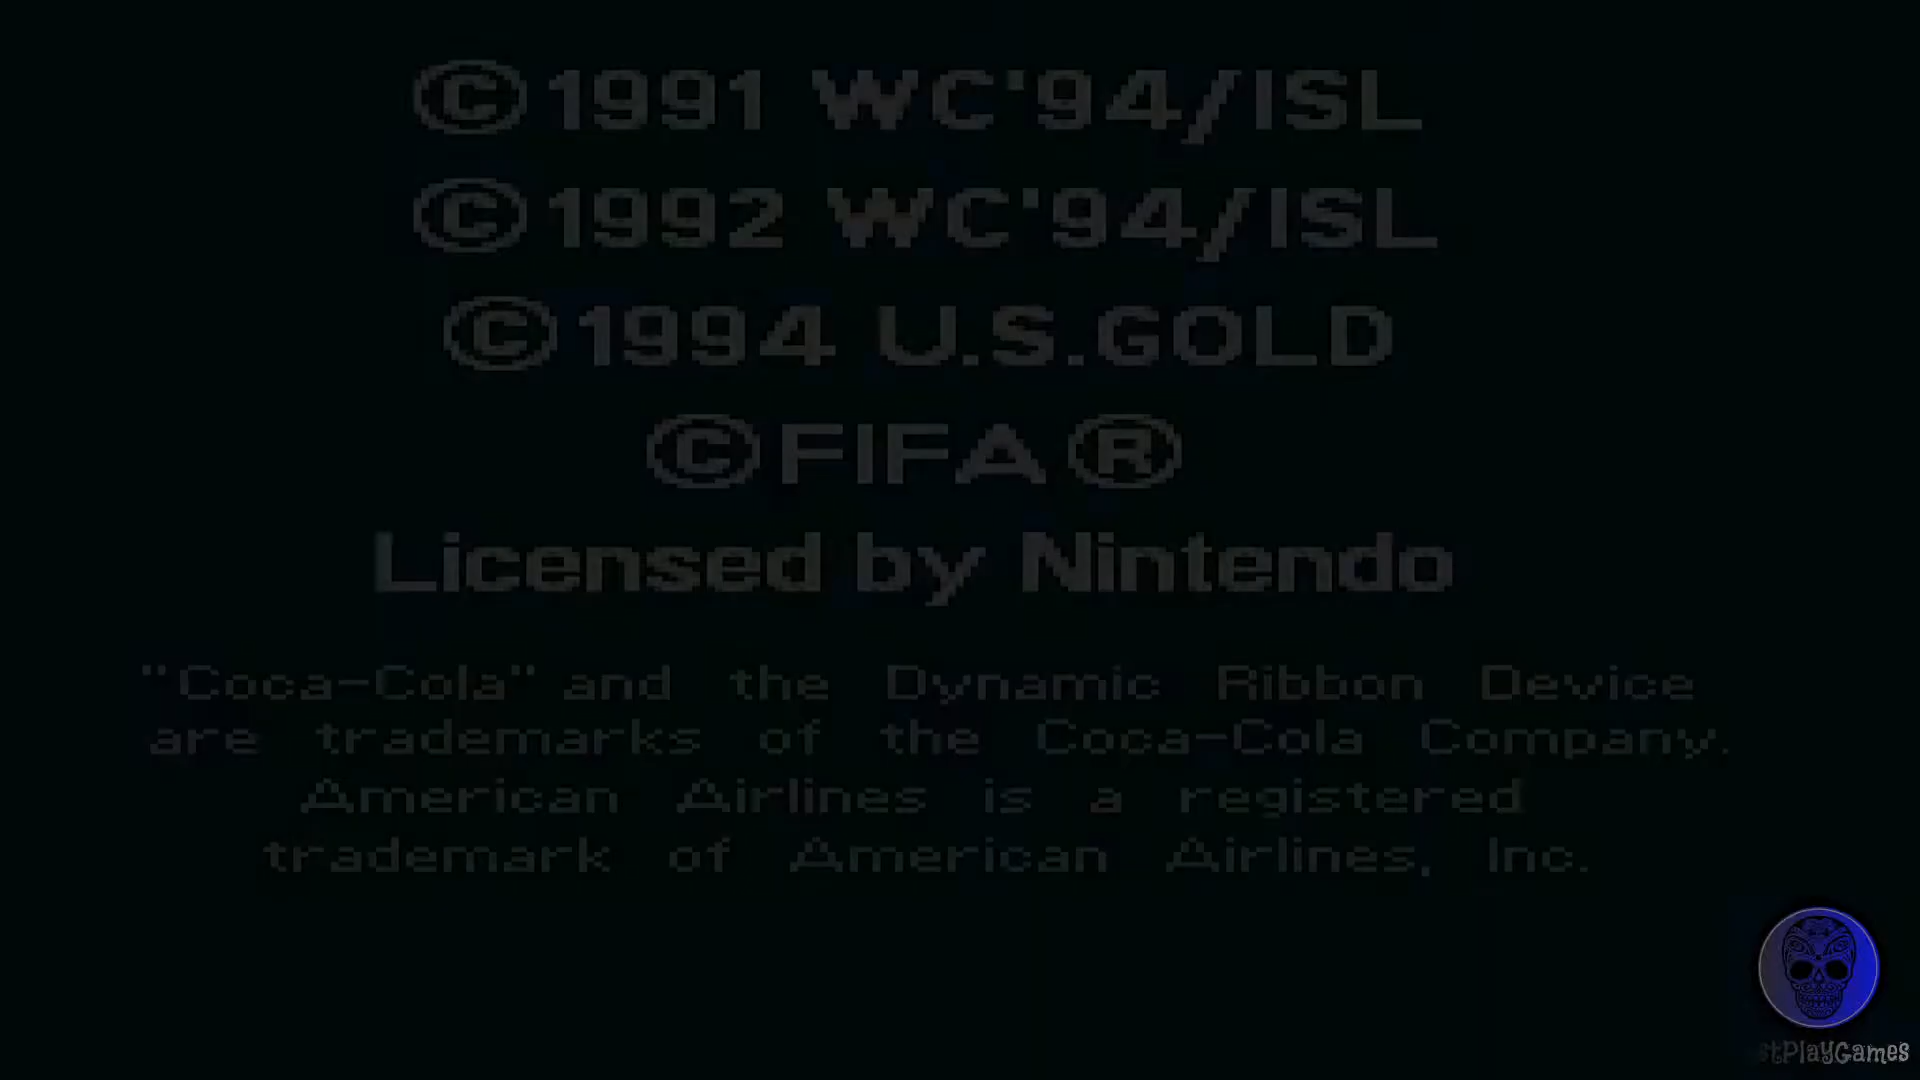 ©1991 WC'94/ISL
©1992 WC'94/ISL
©1994 U.S.GOLD
©FIFA®
Licensed by Nintendo
"Coca-Cola" and the Dynamic Ribbon Device
are trademarks of the Coca-Cola Company.
American Airlines is a registered
trademark of American Airlines, Inc.
stPlayGames